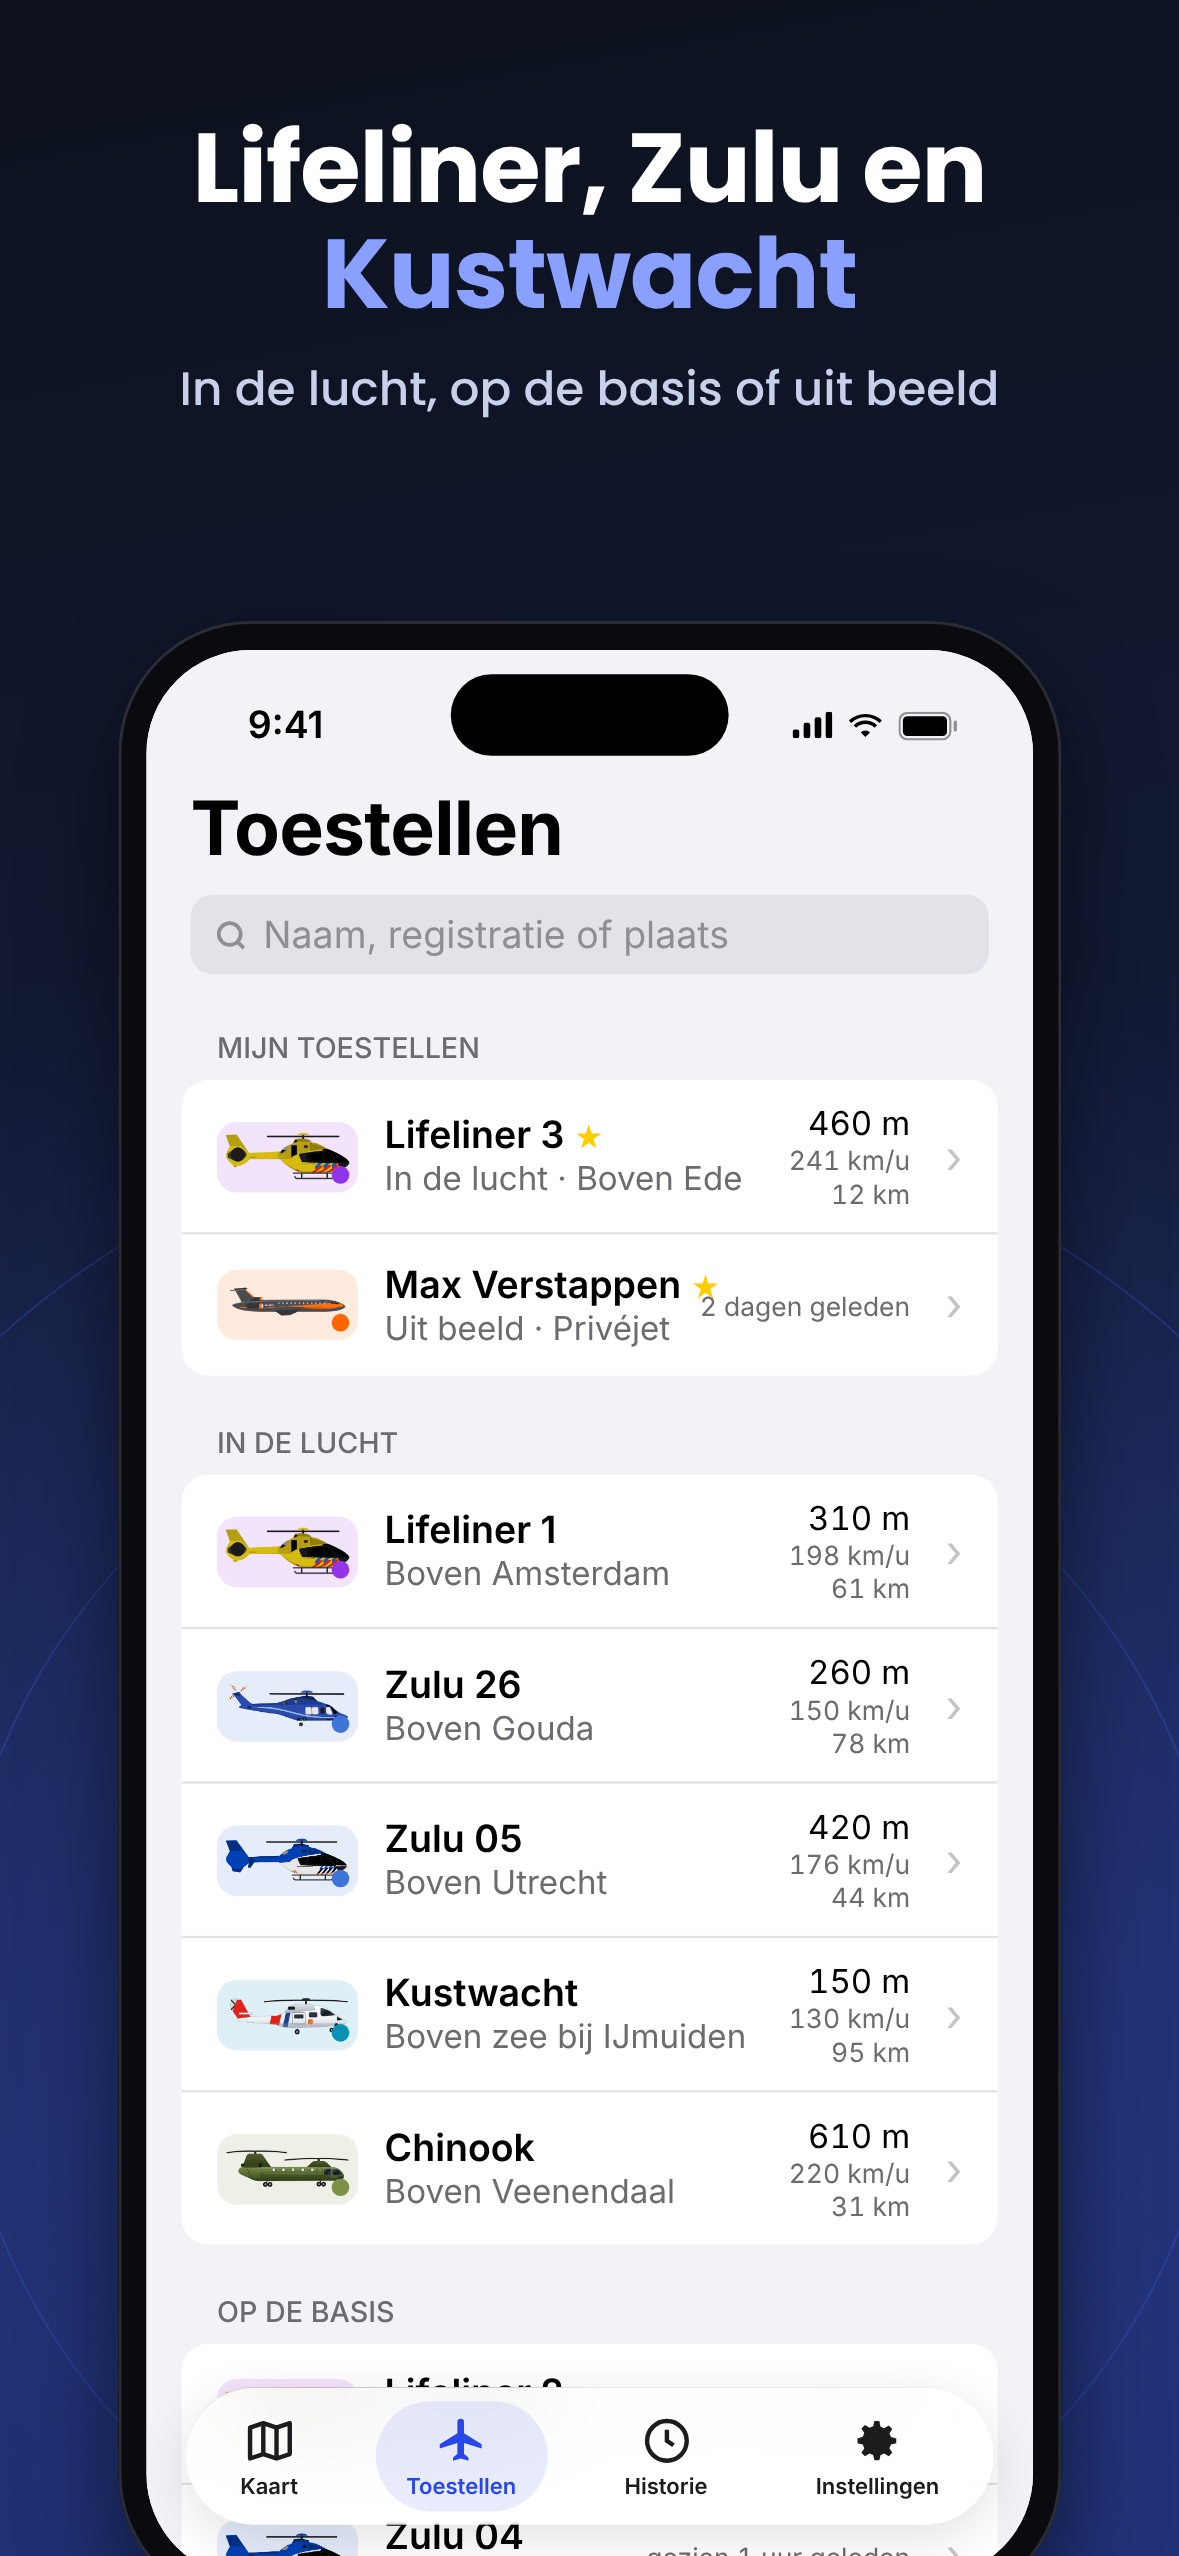 Lifeliner, Zulu en
Kustwacht
In de lucht, op de basis of uit beeld
9:41
Toestellen
Naam, registratie of plaats
MIJN TOESTELLEN
Lifeliner 3 ★
In de lucht · Boven Ede
460 m
241 km/u
12 km
Max Verstappen ★
Uit beeld · Privéjet
2 dagen geleden
IN DE LUCHT
Lifeliner 1
Boven Amsterdam
310 m
198 km/u
61 km
Zulu 26
Boven Gouda
260 m
150 km/u
78 km
Zulu 05
Boven Utrecht
420 m
176 km/u
44 km
Kustwacht
Boven zee bij IJmuiden
150 m
130 km/u
95 km
Chinook
Boven Veenendaal
610 m
220 km/u
31 km
OP DE BASIS
Lifeliner
Kaart
Toestellen
Historie
Instellingen
Zulu 04
gezien 1 uur geleden